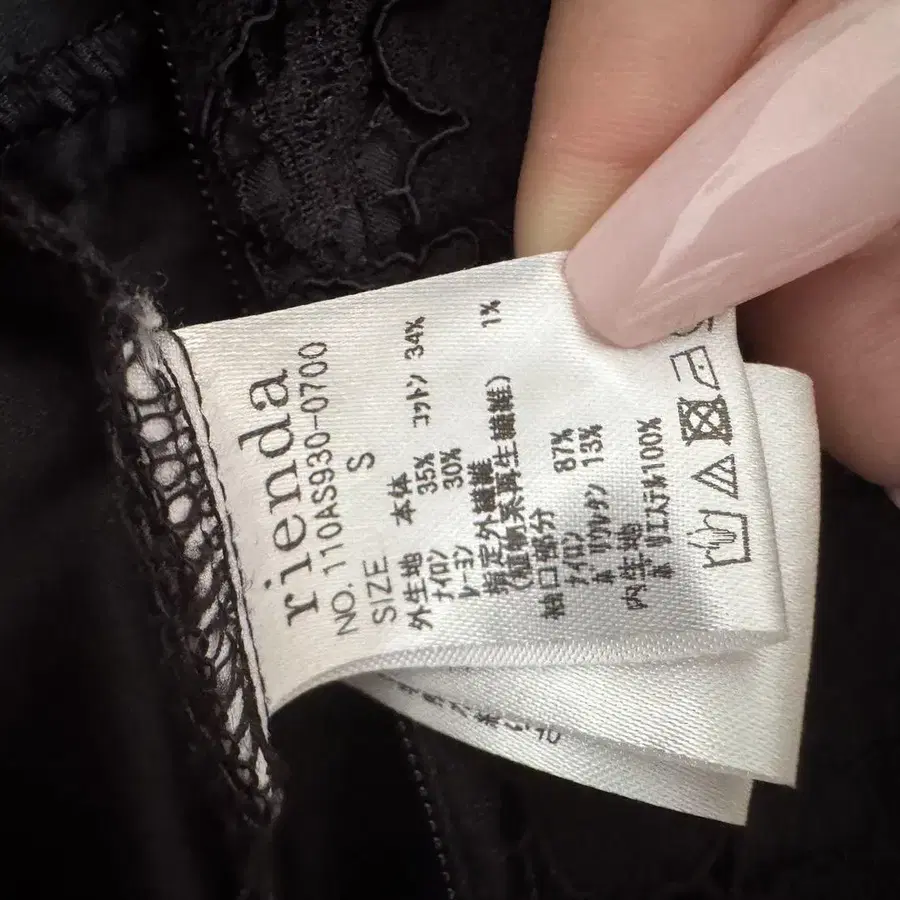 rienda
NO. 110AS930-0700
SIZE S
外生地 本体
ナイロン 35% コットン 34%
レーヨン 30%
指定外繊維 1%
(植物系再生繊維)
袖口部分
ナイロン 87%
ポリウレタン 13%
内生地
ポリエステル100%